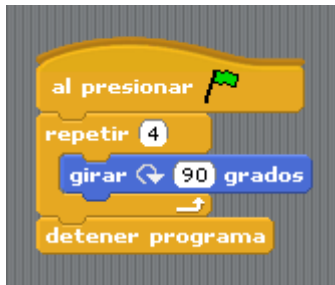 al presionar
repetir 4
girar 90 grados
detener programa